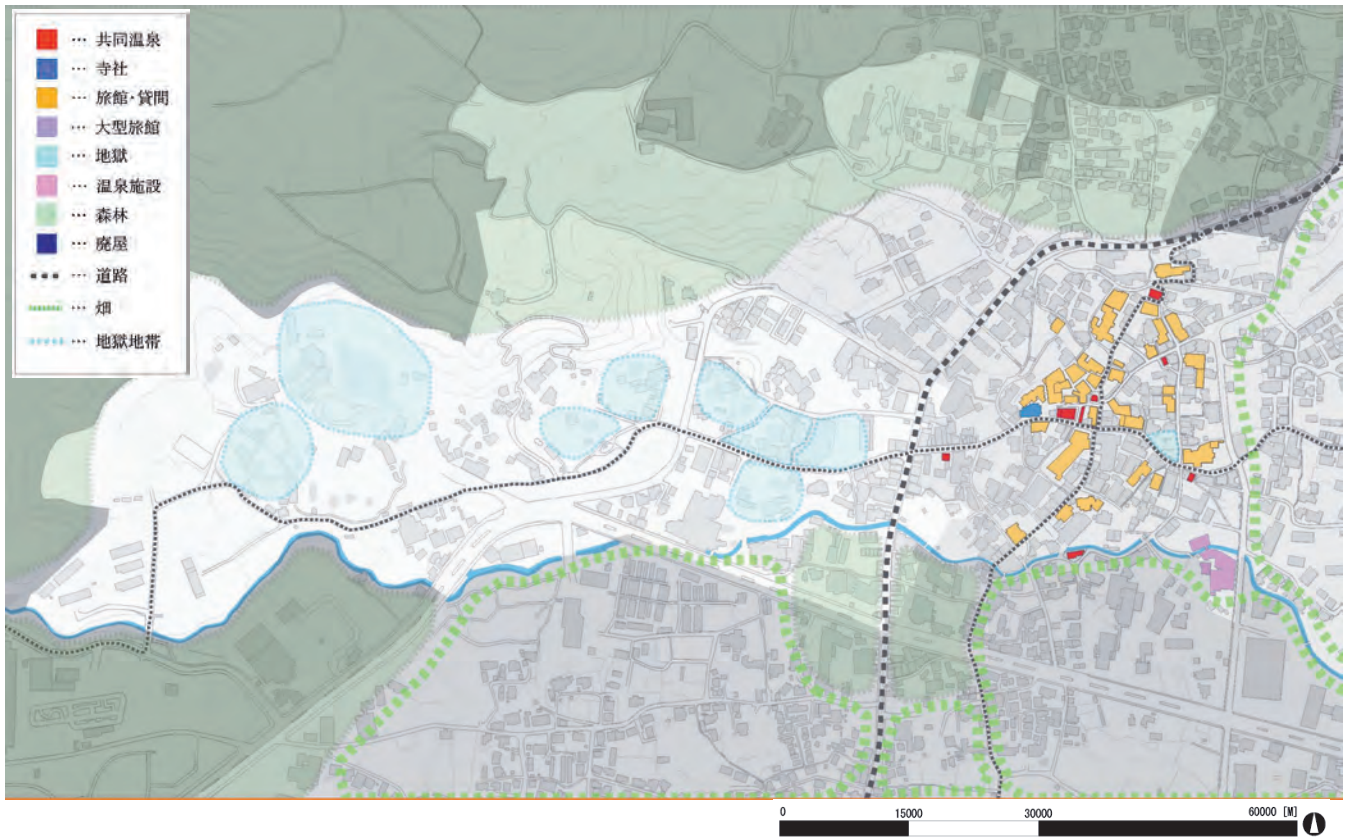 … 共同温泉
… 寺社
… 旅館・貸間
… 大型旅館
… 地獄
… 温泉施設
… 森林
… 廃屋
… 道路
… 畑
… 地獄地帯
0 15000 30000 60000 [M]